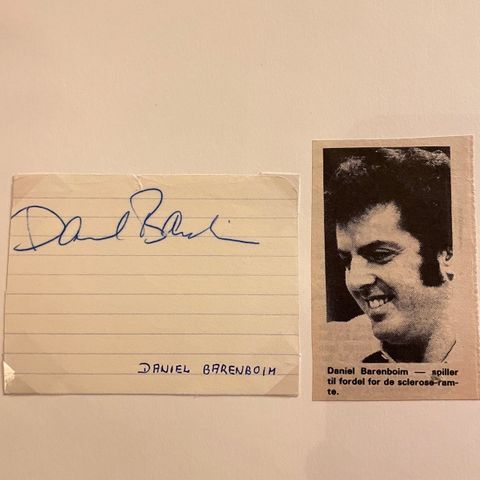 Daniel Barenboim
DANIEL BARENBOIM
Daniel Barenboim — spiller
til fordel for de sclerose-ram-
te.